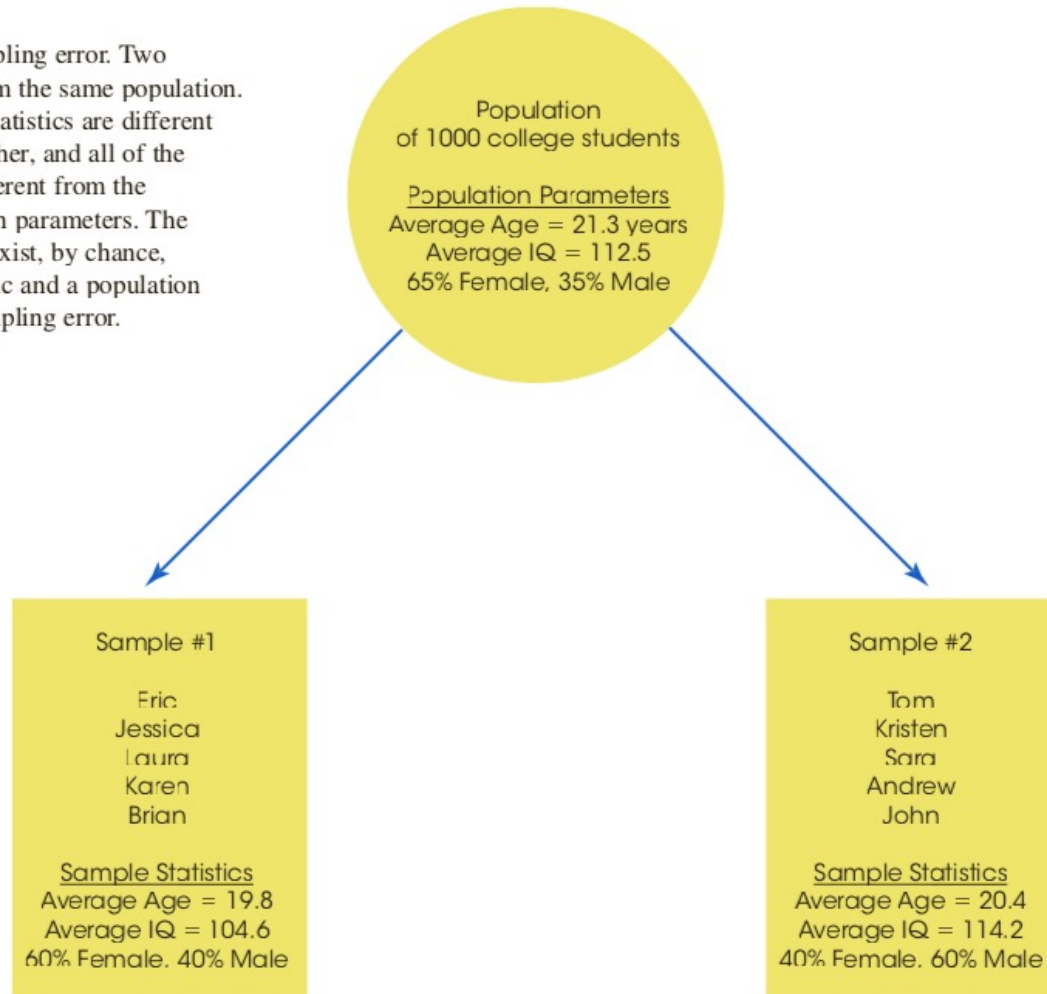 pling error. Two
n the same population.
atistics are different
her, and all of the
erent from the
n parameters. The
xist, by chance,
ic and a population
pling error.
Population
of 1000 college students
Population Parameters
Average Age = 21.3 years
Average IQ = 112.5
65% Female, 35% Male
Sample #1
Eric
Jessica
Laura
Karen
Brian
Sample Statistics
Average Age = 19.8
Average IQ = 104.6
60% Female. 40% Male
Sample #2
Tom
Kristen
Sara
Andrew
John
Sample Statistics
Average Age = 20.4
Average IQ = 114.2
40% Female. 60% Male